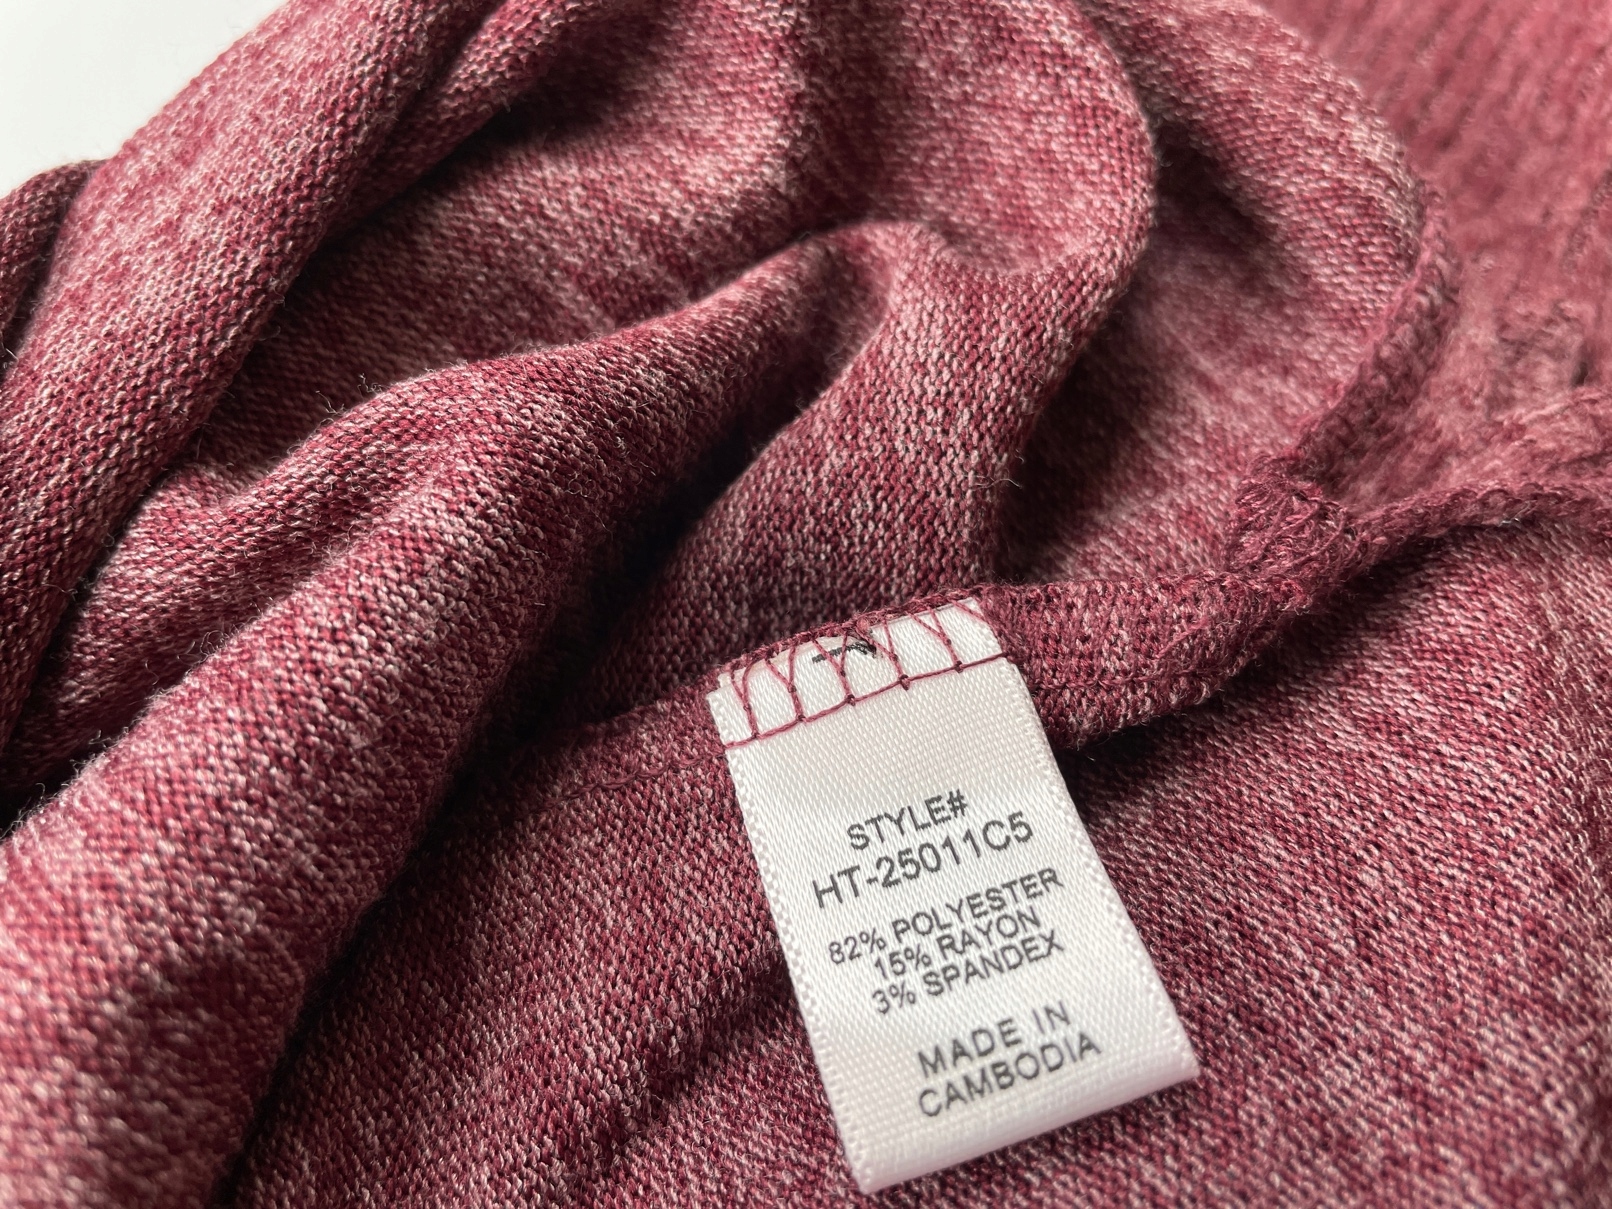 STYLE#
HT-25011C5
82% POLYESTER
15% RAYON
3% SPANDEX
MADE IN
CAMBODIA